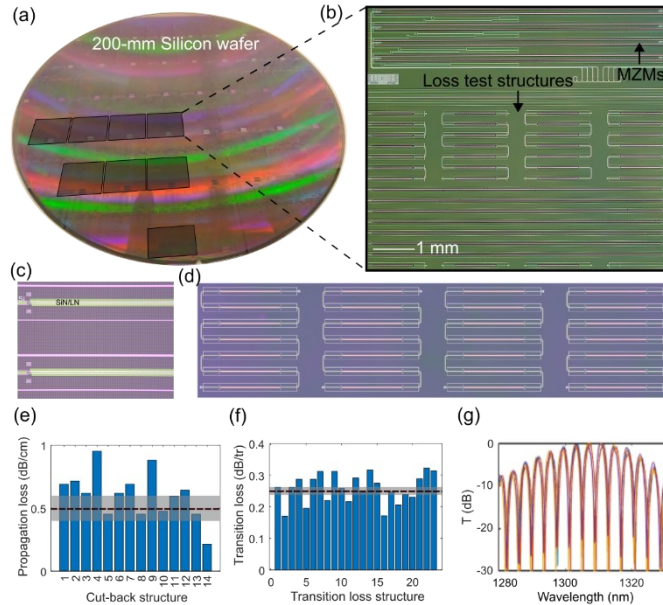 (a)
200-mm Silicon wafer
(b)
MZMs
Loss test structures
1 mm
(c)
SiN/LN
(d)
(e)
Propagation loss (dB/cm)
1
0.5
0
1 2 3 4 5 6 7 8 9 10 11 12 13 14
Cut-back structure
(f)
Transition loss (dB/tr)
0.4
0.3
0.2
0.1
0
0 5 10 15 20
Transition loss structure
(g)
T (dB)
0
-10
-20
-30
1280 1300 1320
Wavelength (nm)